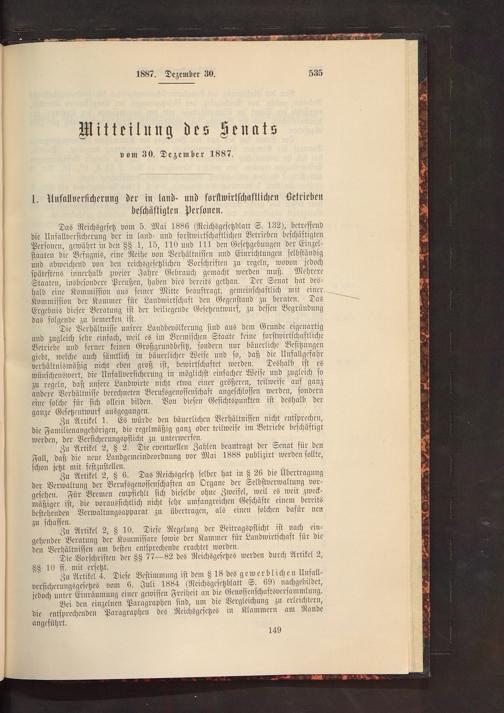 1887. Dezember 30. 535
Mitteilung des Senats
vom 30. Dezember 1887.
1. Unfallversicherung der in land- und forstwirtschaftlichen Betrieben
beschäftigten Personen.
Das Reichsgesetz vom 5. Mai 1886 (Reichsgesetzblatt S. 132), betreffend
die Unfallversicherung der in land- und forstwirtschaftlichen Betrieben beschäftigten
Personen, gewährt in den §§ 1, 15, 110 und 111 den Gesetzgebungen der Einzel-
staaten die Befugnis, eine Reihe von Verhältnissen und Einrichtungen selbständig
und abweichend von den reichsgesetzlichen Vorschriften zu regeln, wovon jedoch
spätestens innerhalb zweier Jahre Gebrauch gemacht werden muß. Mehrere
Staaten, insbesondere Preußen, haben dies bereits gethan. Der Senat hat des-
halb eine Kommission aus seiner Mitte beauftragt, gemeinschaftlich mit einer
Kommission der Kammer für Landwirtschaft den Gegenstand zu beraten. Das
Ergebnis dieser Beratung ist der beiliegende Gesetzentwurf, zu dessen Begründung
das folgende zu bemerken ist.
Die Verhältnisse unserer Landbevölkerung sind aus dem Grunde eigenartig
und zugleich sehr einfach, weil es im Bremischen Staate keine forstwirtschaftliche
Betriebe und ferner keinen Großgrundbesitz, sondern nur bäuerliche Besitzungen
giebt, welche auch sämtlich in bäuerlicher Weise und so, daß die Unfallgefahr
verhältnismäßig nicht eben groß ist, bewirtschaftet werden. Deshalb ist es
wünschenswert, die Unfallversicherung in möglichst einfacher Weise und zugleich so
zu regeln, daß unsere Landwirte nicht etwa einer größeren, teilweise auf ganz
andere Verhältnisse berechneten Berufsgenossenschaft angeschlossen werden, sondern
eine solche für sich allein bilden. Von diesen Gesichtspunkten ist deshalb der
ganze Gesetzentwurf ausgegangen.
Zu Artikel 1. Es würde den bäuerlichen Verhältnissen nicht entsprechen,
die Familienangehörigen, die regelmäßig ganz oder teilweise im Betriebe beschäftigt
werden, der Versicherungspflicht zu unterwerfen.
Zu Artikel 2, § 2. Die eventuellen Zahlen beantragt der Senat für den
Fall, daß die neue Landgemeindeordnung vor Mai 1888 publizirt werden sollte,
schon jetzt mit festzustellen.
Zu Artikel 2, § 6. Das Reichsgesetz selber hat in § 26 die Übertragung
der Verwaltung der Berufsgenossenschaften an Organe der Selbstverwaltung vor-
gesehen. Für Bremen empfiehlt sich dieselbe ohne Zweifel, weil es weit zweck-
mäßiger ist, die voraussichtlich nicht sehr umfangreichen Geschäfte einem bereits
bestehenden Verwaltungsapparat zu übertragen, als einen solchen dafür neu
zu schaffen.
Zu Artikel 2, § 10. Diese Regelung der Beitragspflicht ist nach ein-
gehender Beratung der Kommissare sowie der Kammer für Landwirtschaft für die
den Verhältnissen am besten entsprechende erachtet worden.
Die Vorschriften der §§ 77—82 des Reichsgesetzes werden durch Artikel 2,
§§ 10 ff. mit ersetzt.
Zu Artikel 4. Diese Bestimmung ist dem § 18 des gewerblichen Unfall-
versicherungsgesetzes vom 6. Juli 1884 (Reichsgesetzblatt S. 69) nachgebildet,
jedoch unter Einräumung einer gewissen Freiheit an die Genossenschaftsversammlung.
Bei den einzelnen Paragraphen sind, um die Vergleichung zu erleichtern,
die entsprechenden Paragraphen des Reichsgesetzes in Klammern am Rande
angeführt.
149